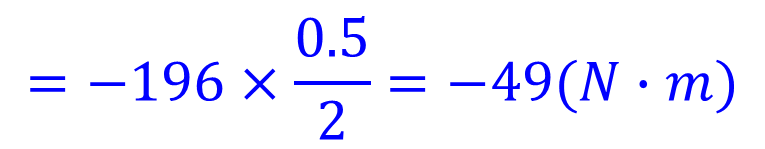 = −196 × 0.5/2 = −49(N · m)